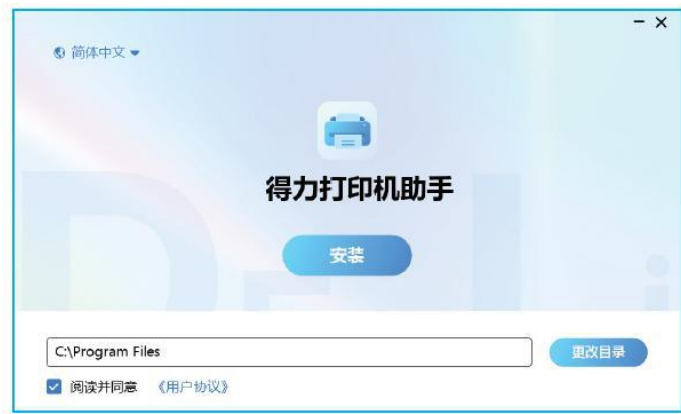 简体中文
得力打印机助手
安装
C:\Program Files
更改目录
阅读并同意 《用户协议》